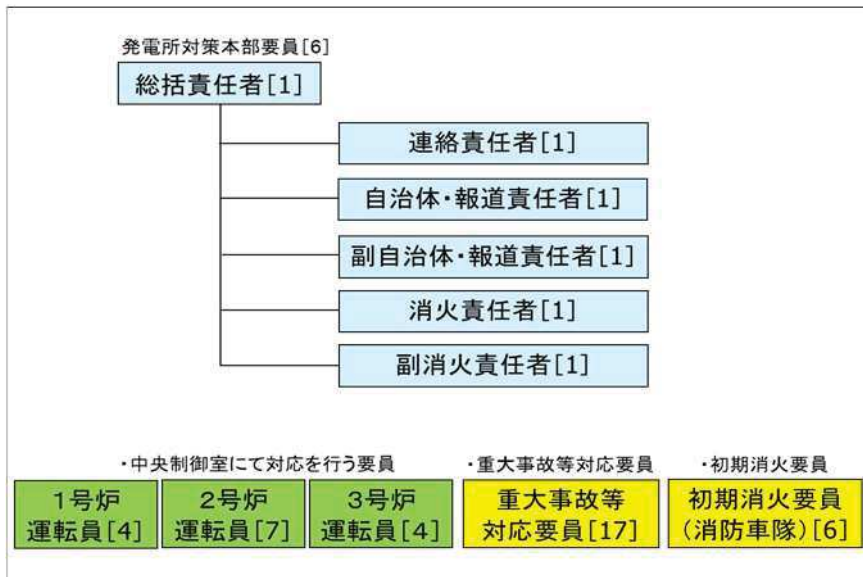 発電所対策本部要員[6]
総括責任者[1]
連絡責任者[1]
自治体・報道責任者[1]
副自治体・報道責任者[1]
消火責任者[1]
副消火責任者[1]
・中央制御室にて対応を行う要員
・重大事故等対応要員
・初期消火要員
1号炉
運転員[4]
2号炉
運転員[7]
3号炉
運転員[4]
重大事故等
対応要員[17]
初期消火要員
(消防車隊)[6]